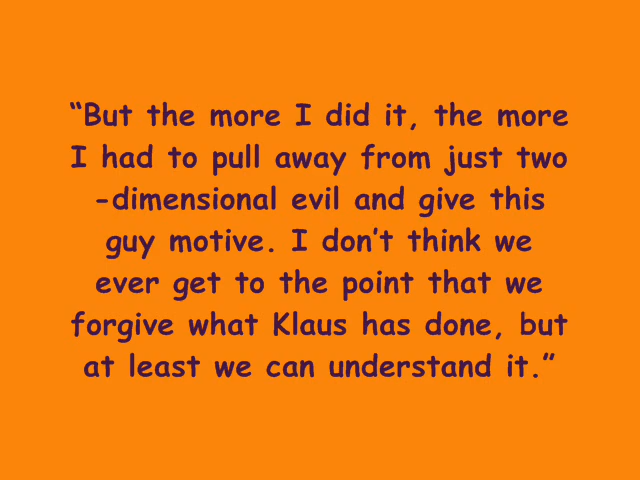 “But the more I did it, the more
I had to pull away from just two
-dimensional evil and give this
guy motive. I don’t think we
ever get to the point that we
forgive what Klaus has done, but
at least we can understand it.”